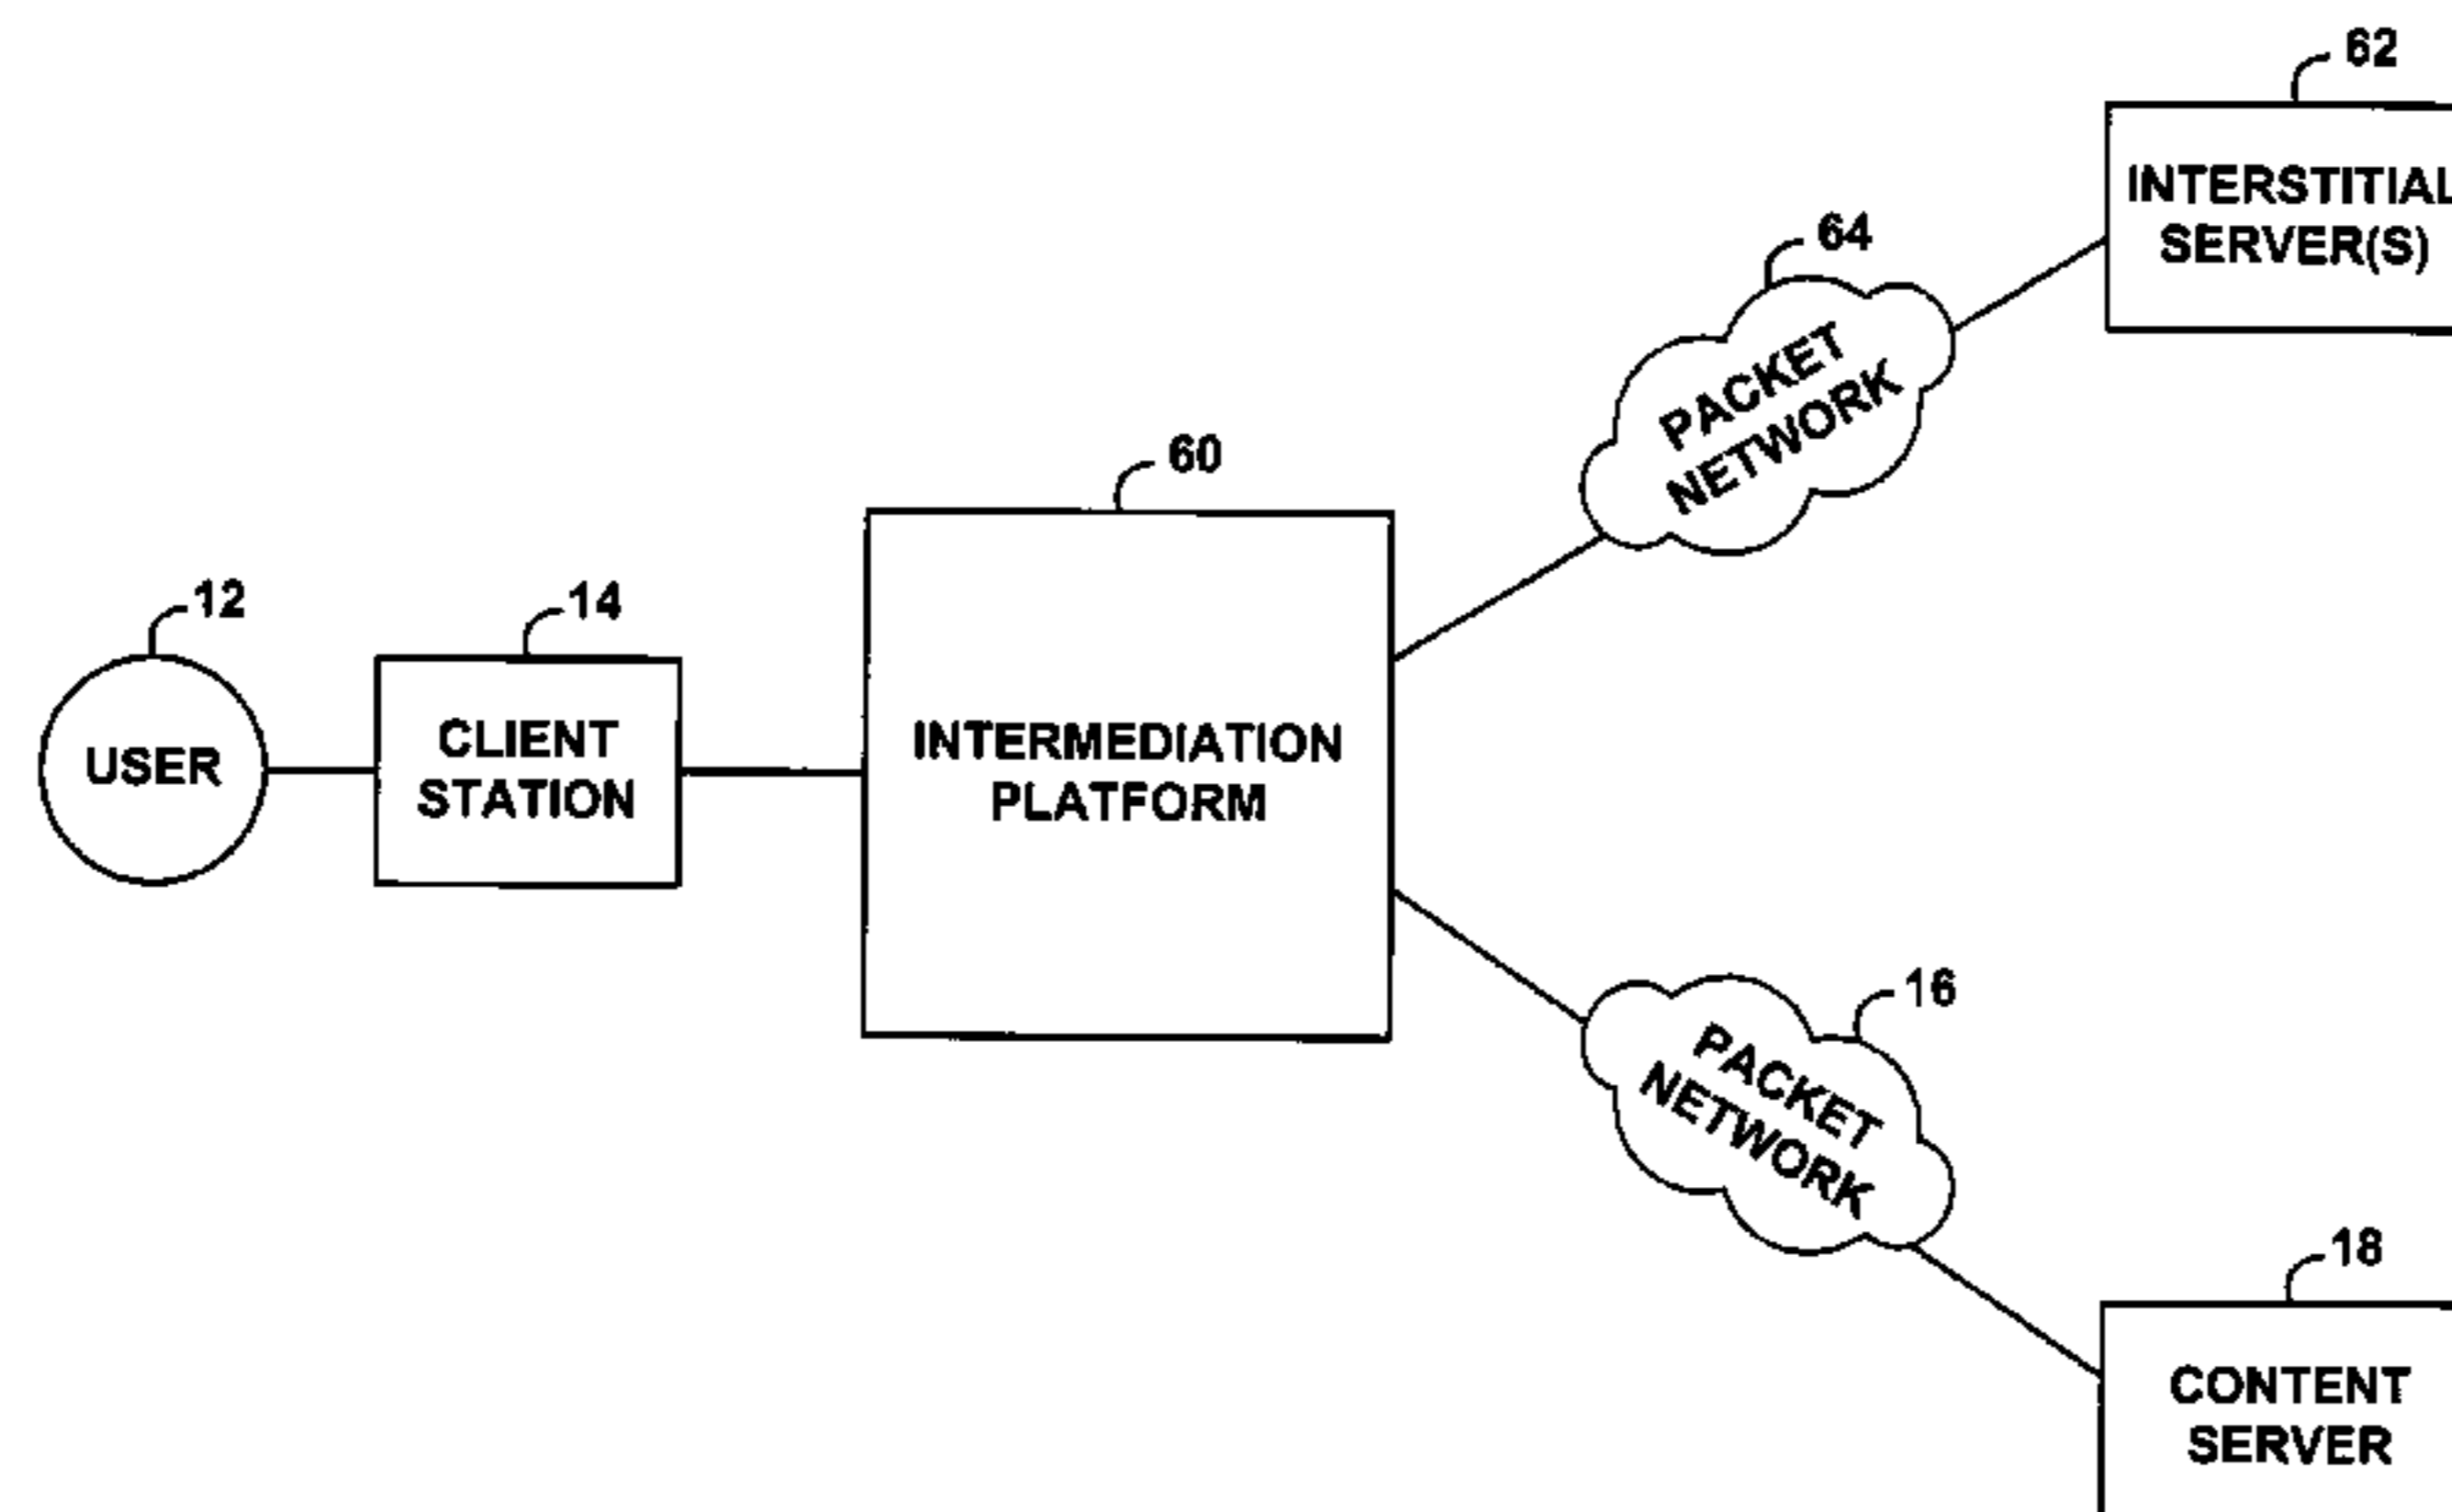 62
INTERSTITIAL
SERVER(S)
64
PACKET
NETWORK
60
INTERMEDIATION
PLATFORM
12
USER
14
CLIENT
STATION
16
PACKET
NETWORK
18
CONTENT
SERVER